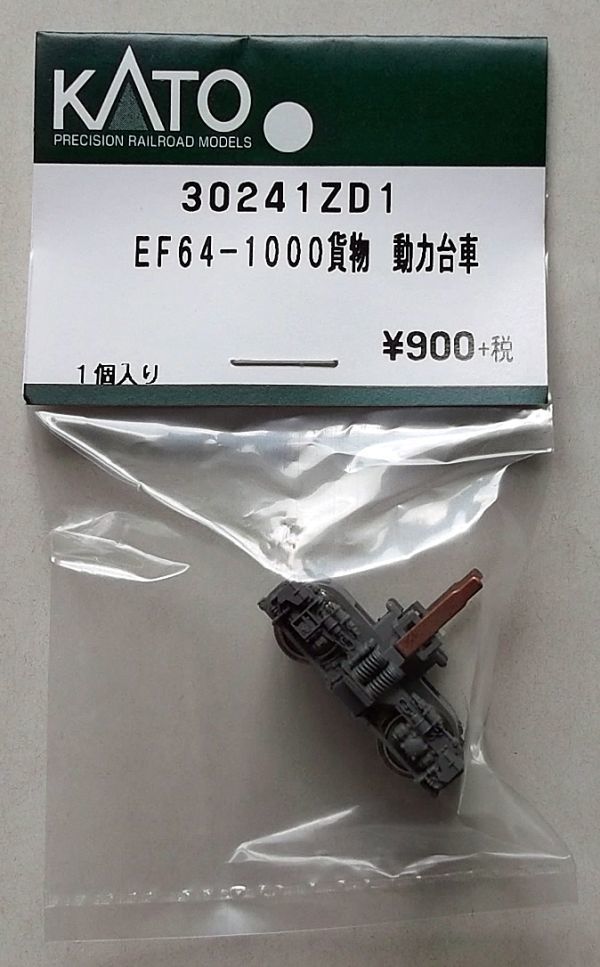 KATO
PRECISION RAILROAD MODELS
30241ZD1
EF64-1000貨物 動力台車
¥900+税
1個入り